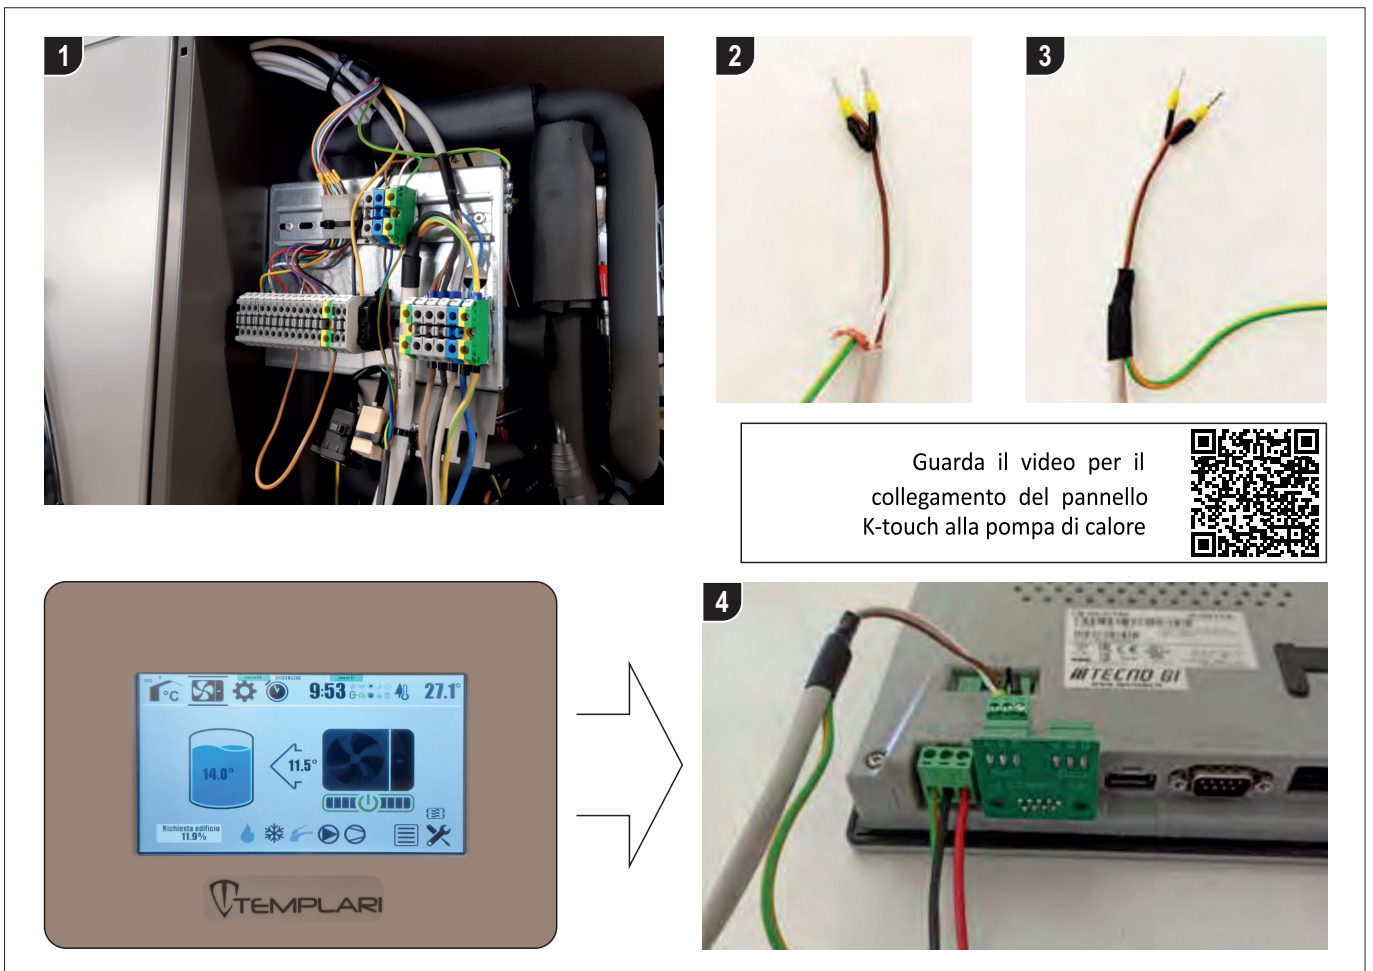 1
2
3
Guarda il video per il
collegamento del pannello
K-touch alla pompa di calore
°C
9:53
27.1°
14.0°
11.5°
Richiesta edificio
11.9%
TEMPLARI
4
TECNO GI